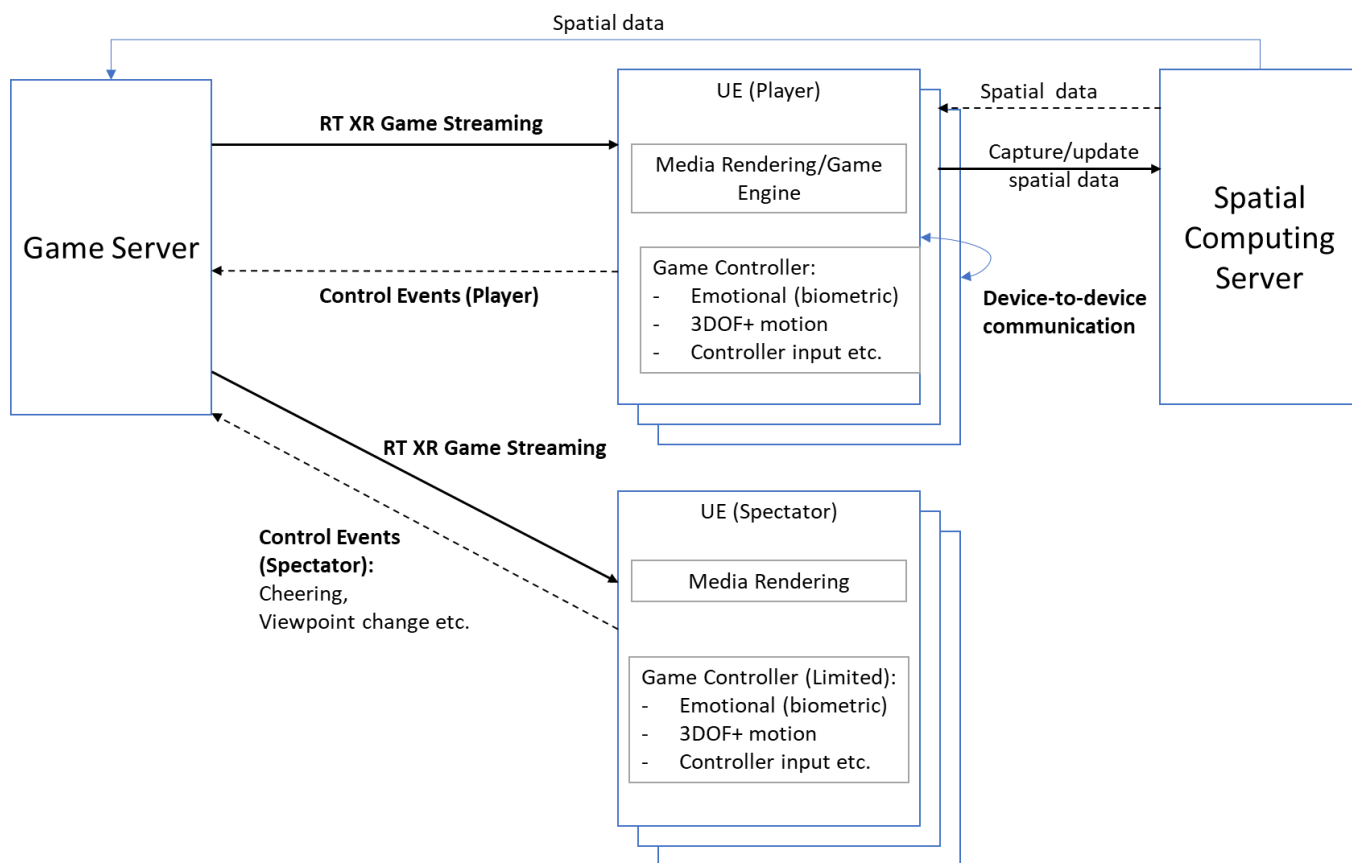 Spatial data
Game Server
RT XR Game Streaming
Control Events (Player)
UE (Player)
Media Rendering/Game
Engine
Game Controller:
- Emotional (biometric)
- 3DOF+ motion
- Controller input etc.
Spatial data
Capture/update
spatial data
Device-to-device
communication
Spatial
Computing
Server
RT XR Game Streaming
Control Events
(Spectator):
Cheering,
Viewpoint change etc.
UE (Spectator)
Media Rendering
Game Controller (Limited):
- Emotional (biometric)
- 3DOF+ motion
- Controller input etc.